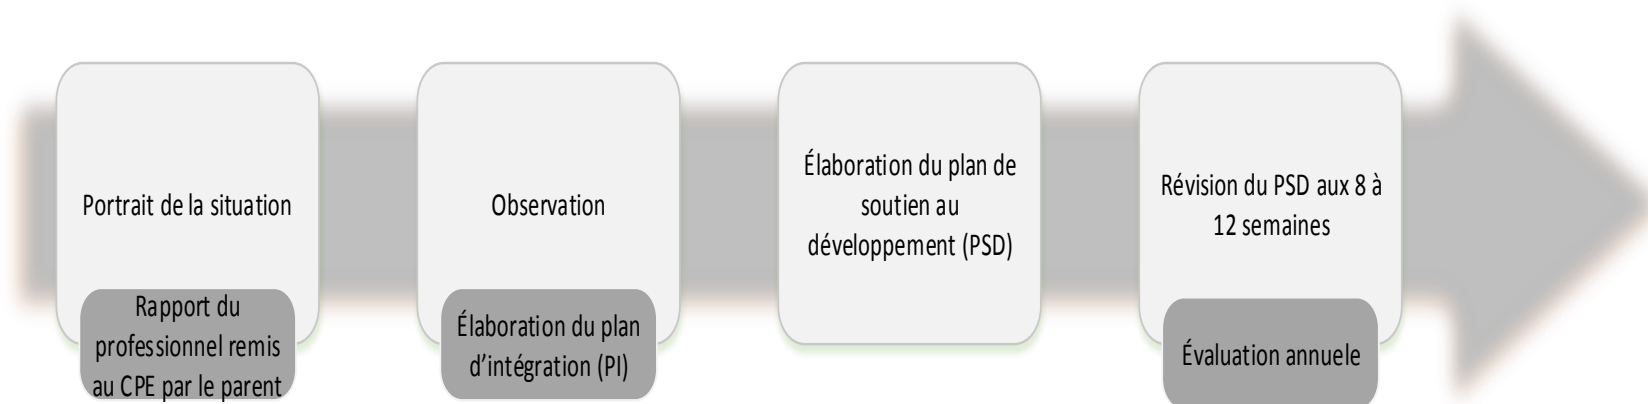 Portrait de la situation
Rapport du
professionnel remis
au CPE par le parent
Observation
Élaboration du plan
d'intégration (PI)
Élaboration du plan de
soutien au
développement (PSD)
Révision du PSD aux 8 à
12 semaines
Évaluation annuele